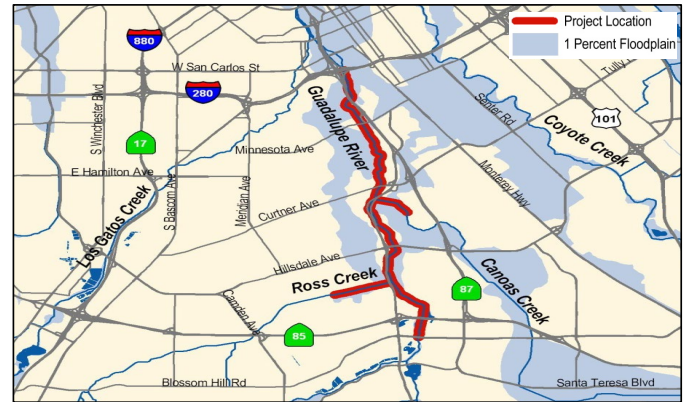 Project Location
1 Percent Floodplain
880
W San Carlos St
280
S Winchester Blvd
17
Guadalupe River
Senter Rd
101
Coyote Creek
Minnesota Ave
E Hamilton Ave
Monterey Hwy
Los Gatos Creek
S Bascom Ave
Meridian Ave
Curtner Ave
Hillsdale Ave
Ross Creek
Canoas Creek
87
Camden Ave
85
Blossom Hill Rd
Santa Teresa Blvd